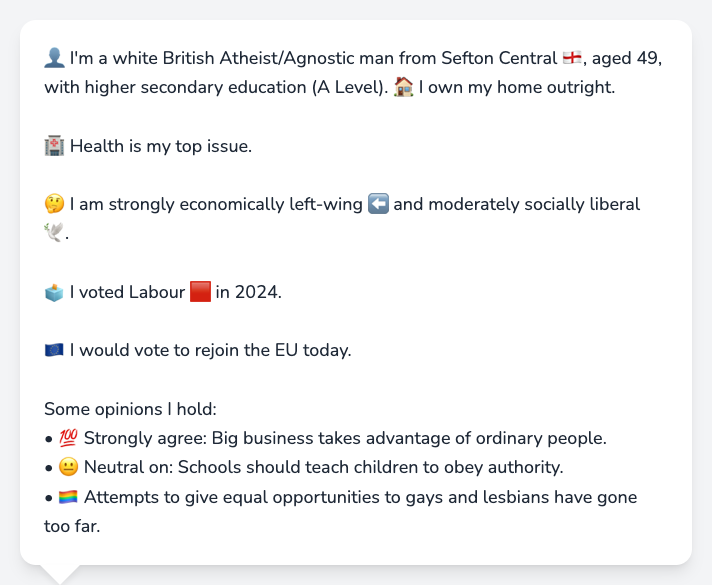 👤 I'm a white British Atheist/Agnostic man from Sefton Central 🏴󠁧󠁢󠁥󠁮󠁧󠁿, aged 49,
with higher secondary education (A Level). 🏠 I own my home outright.
🏥 Health is my top issue.
🤔 I am strongly economically left-wing ⬅️ and moderately socially liberal
🕊️.
🗳️ I voted Labour 🟥 in 2024.
🇪🇺 I would vote to rejoin the EU today.
Some opinions I hold:
• 💯 Strongly agree: Big business takes advantage of ordinary people.
• 😐 Neutral on: Schools should teach children to obey authority.
• 🏳️‍🌈 Attempts to give equal opportunities to gays and lesbians have gone
too far.